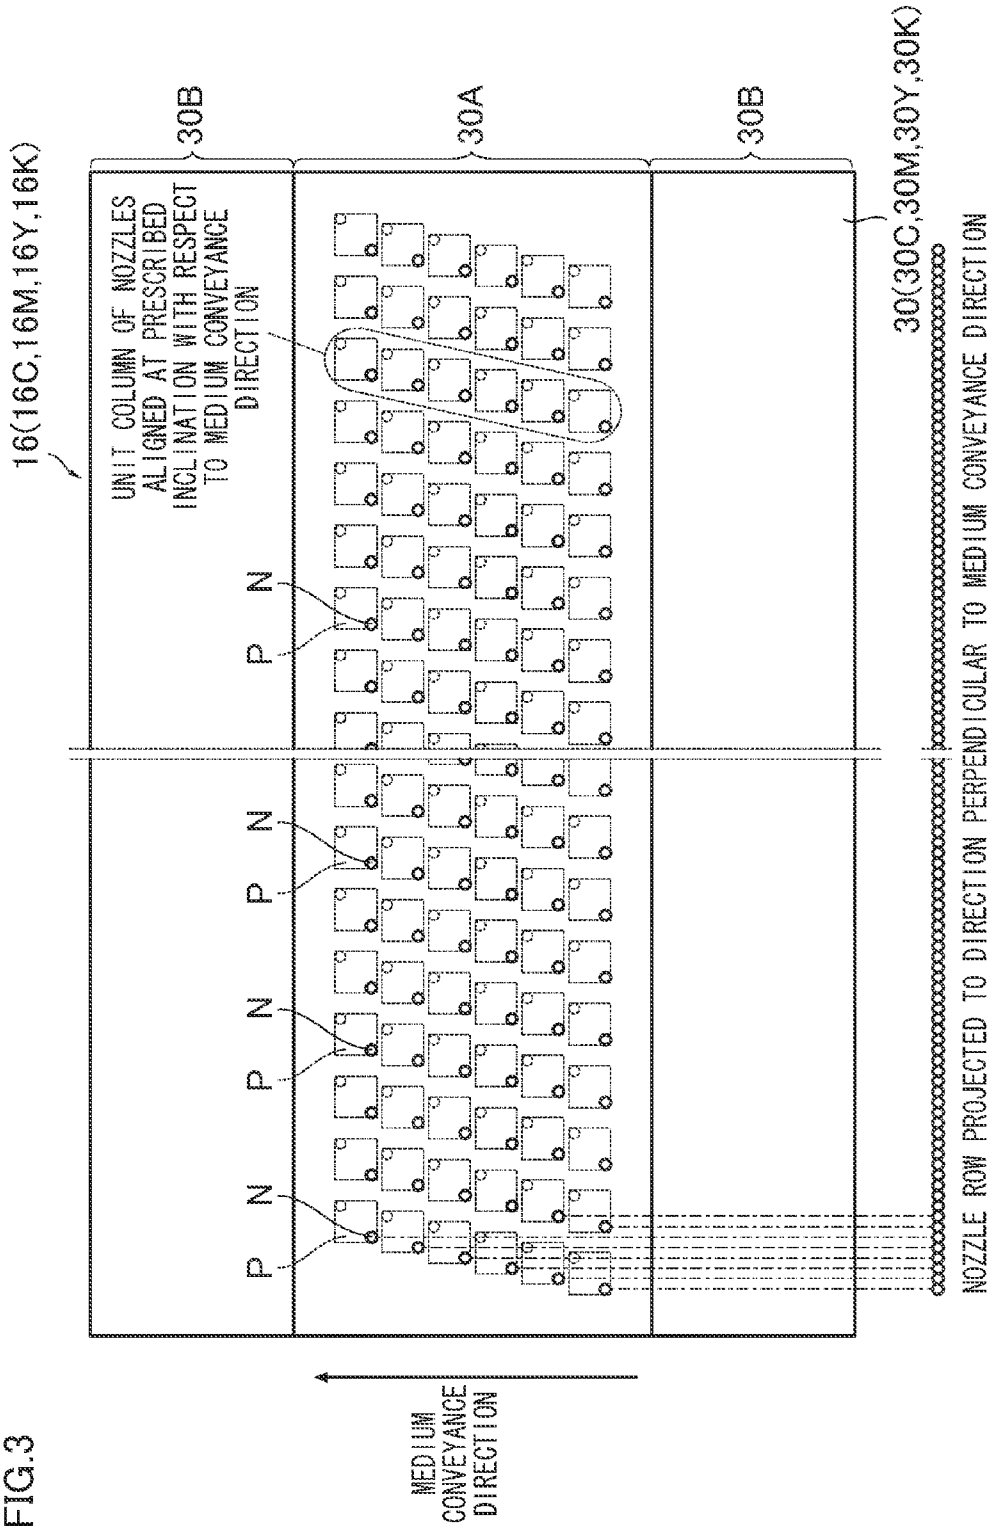 FIG.3
16(16C,16M,16Y,16K)
30B
30A
30B
UNIT COLUMN OF NOZZLES
ALIGNED AT PRESCRIBED
INCLINATION WITH RESPECT
TO MEDIUM CONVEYANCE
DIRECTION
P
N
P
N
P
N
P
N
MEDIUM
CONVEYANCE
DIRECTION
30(30C,30M,30Y,30K)
NOZZLE ROW PROJECTED TO DIRECTION PERPENDICULAR TO MEDIUM CONVEYANCE DIRECTION